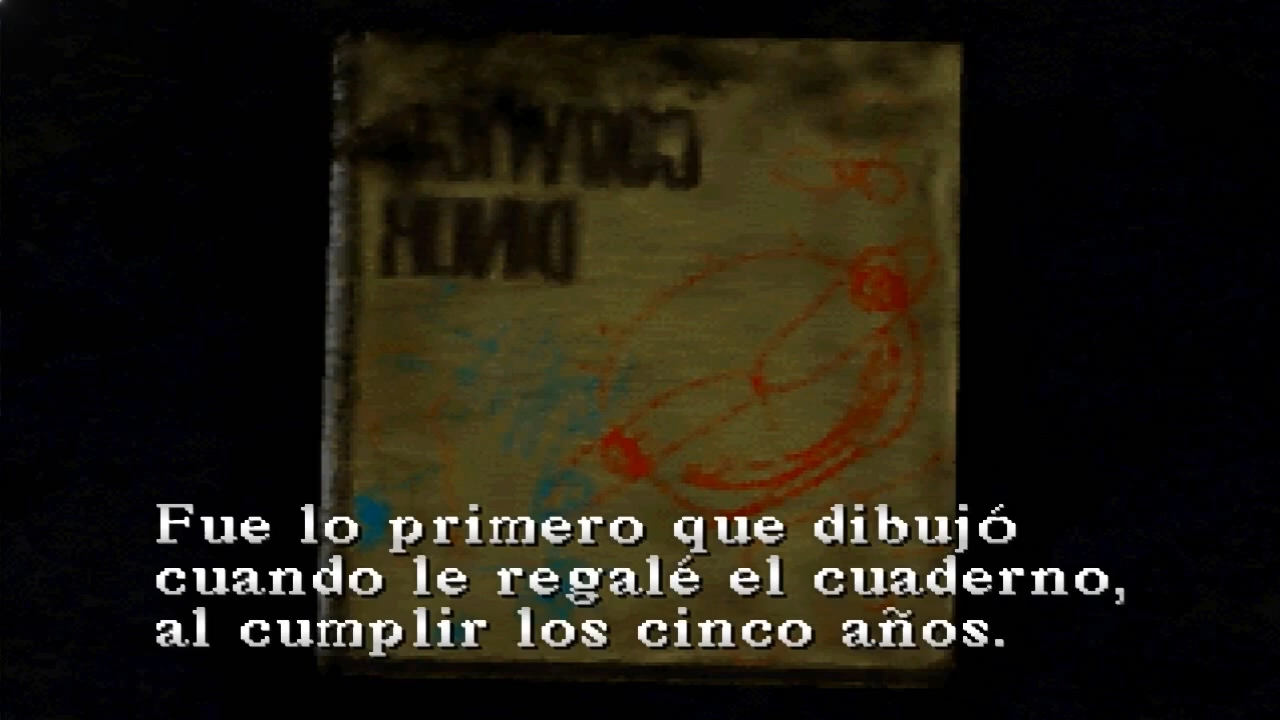 Fue lo primero que dibujó
cuando le regalé el cuaderno,
al cumplir los cinco años.